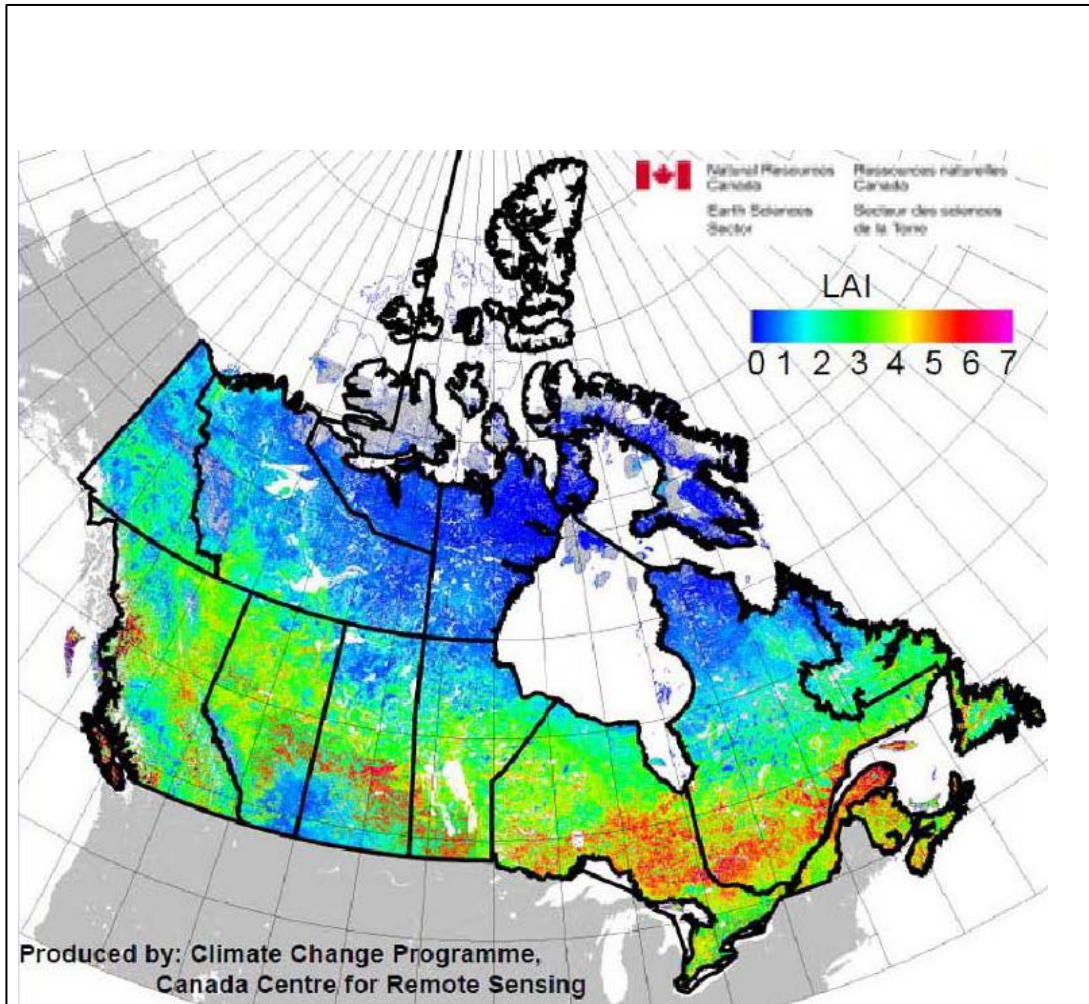 Natural Resources Canada
Ressources naturelles Canada
Earth Sciences Sector
Secteur des sciences de la Terre
LAI
0 1 2 3 4 5 6 7
Produced by: Climate Change Programme,
Canada Centre for Remote Sensing